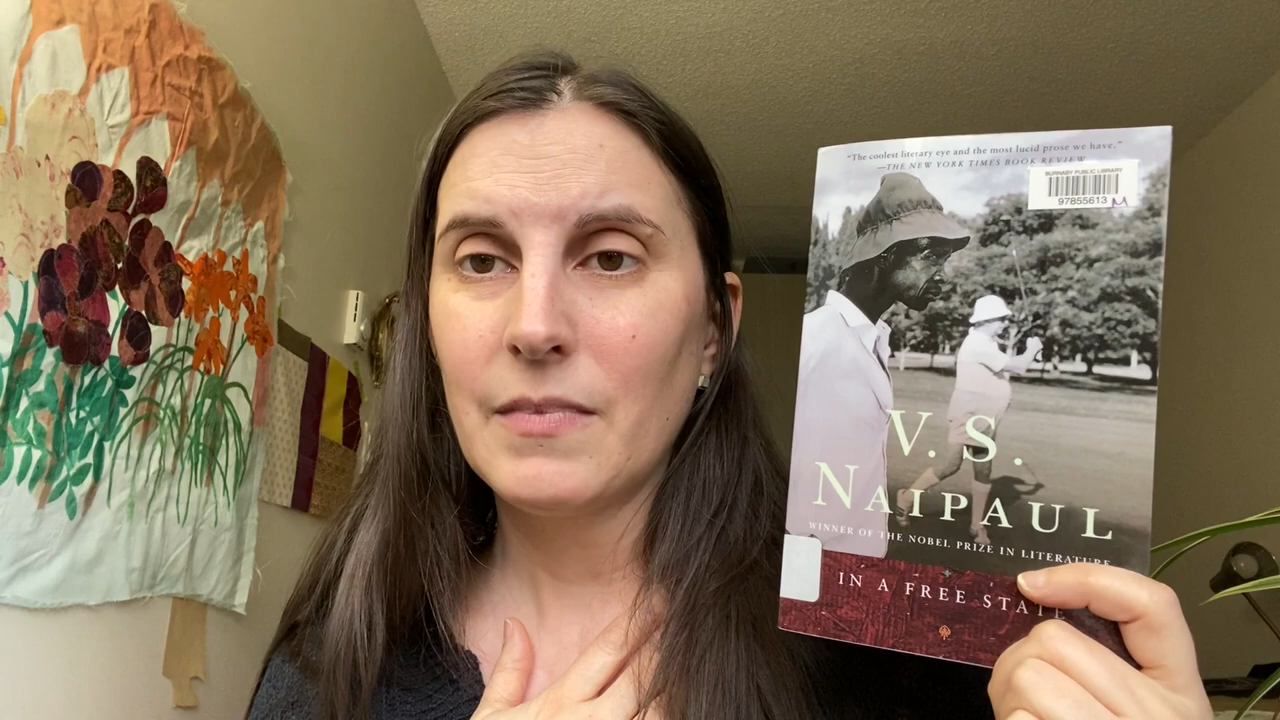 "The coolest literary eye and the most lucid prose we have."
—THE NEW YORK TIMES BOOK REVIEW
BURNABY PUBLIC LIBRARY
97855613 M
V. S.
NAIPAUL
WINNER OF THE NOBEL PRIZE IN LITERATURE
IN A FREE STATE